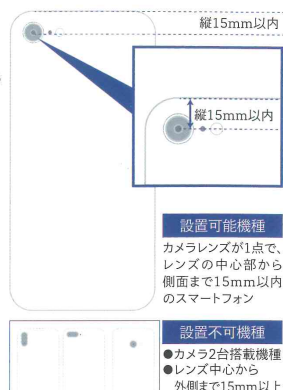 縦15mm以内
縦15mm以内
設置可能機種
カメラレンズが1点で、
レンズの中心部から
側面まで15mm以内
のスマートフォン
設置不可機種
●カメラ2台搭載機種
●レンズ中心から
外側まで15mm以上